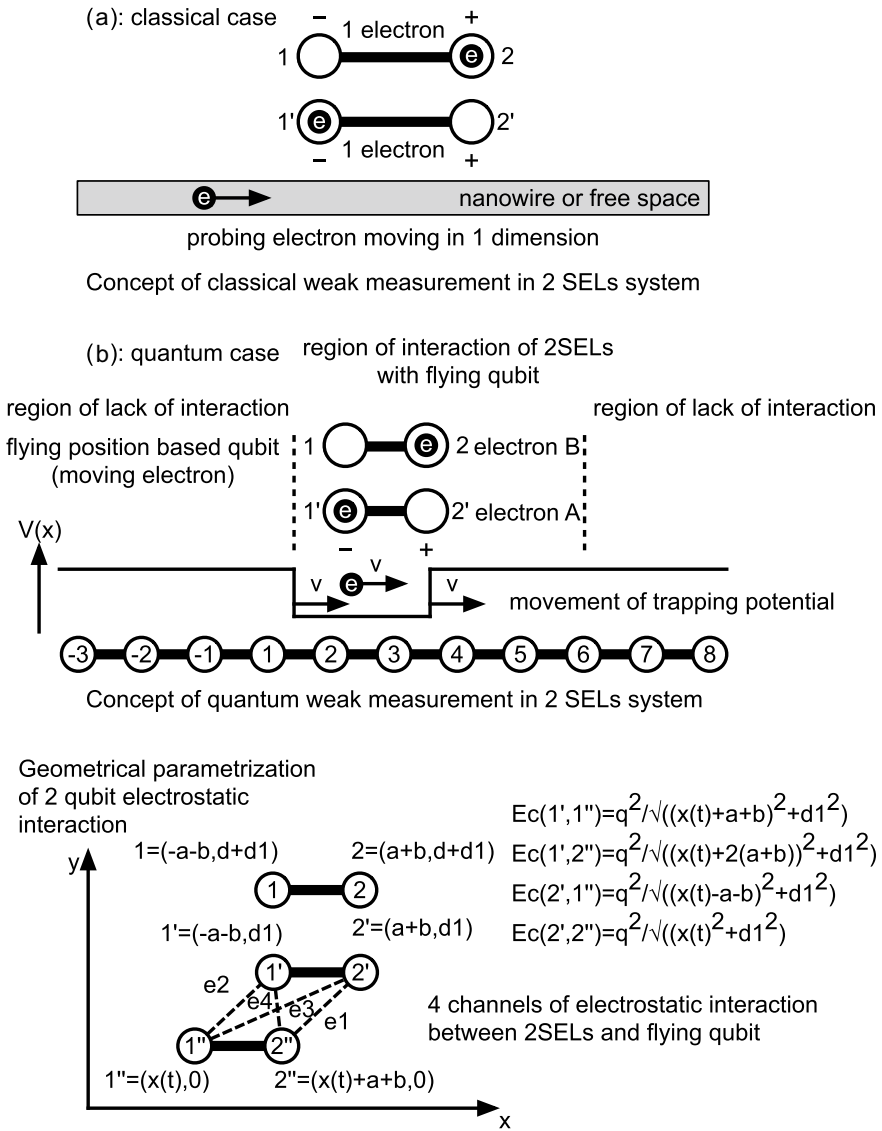 (a): classical case
− +
1 electron
1 e 2
1' e 2'
1 electron
− +
e nanowire or free space
probing electron moving in 1 dimension
Concept of classical weak measurement in 2 SELs system
(b): quantum case
region of interaction of 2SELs
with flying qubit
region of lack of interaction
region of lack of interaction
flying position based qubit
(moving electron)
1 e 2 electron B
1' e 2' electron A
− +
V(x)
v e v v
movement of trapping potential
-3 -2 -1 1 2 3 4 5 6 7 8
Concept of quantum weak measurement in 2 SELs system
Geometrical parametrization
of 2 qubit electrostatic
interaction
Ec(1',1'')=q^2/√((x(t)+a+b)^2+d1^2)
Ec(1',2'')=q^2/√((x(t)+2(a+b))^2+d1^2)
Ec(2',1'')=q^2/√((x(t)-a-b)^2+d1^2)
Ec(2',2'')=q^2/√((x(t)^2+d1^2)
y
1=(-a-b,d+d1) 2=(a+b,d+d1)
1 2
1'=(-a-b,d1) 2'=(a+b,d1)
1' 2'
e2 e4 e3 e1
1'' 2''
1''=(x(t),0) 2''=(x(t)+a+b,0)
x
4 channels of electrostatic interaction
between 2SELs and flying qubit